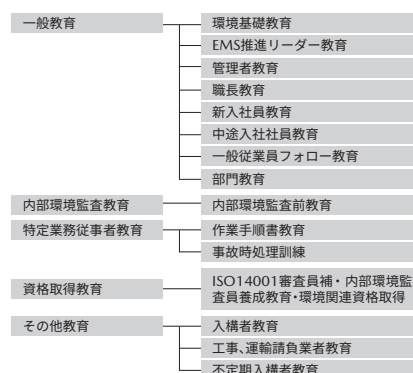 一般教育
環境基礎教育
EMS推進リーダー教育
管理者教育
職長教育
新入社員教育
中途入社社員教育
一般従業員フォロー教育
部門教育
内部環境監査教育
内部環境監査前教育
特定業務従事者教育
作業手順書教育
事故時処理訓練
資格取得教育
ISO14001審査員補・内部環境監
査員養成教育・環境関連資格取得
その他教育
入構者教育
工事、運輸請負業者教育
不定期入構者教育